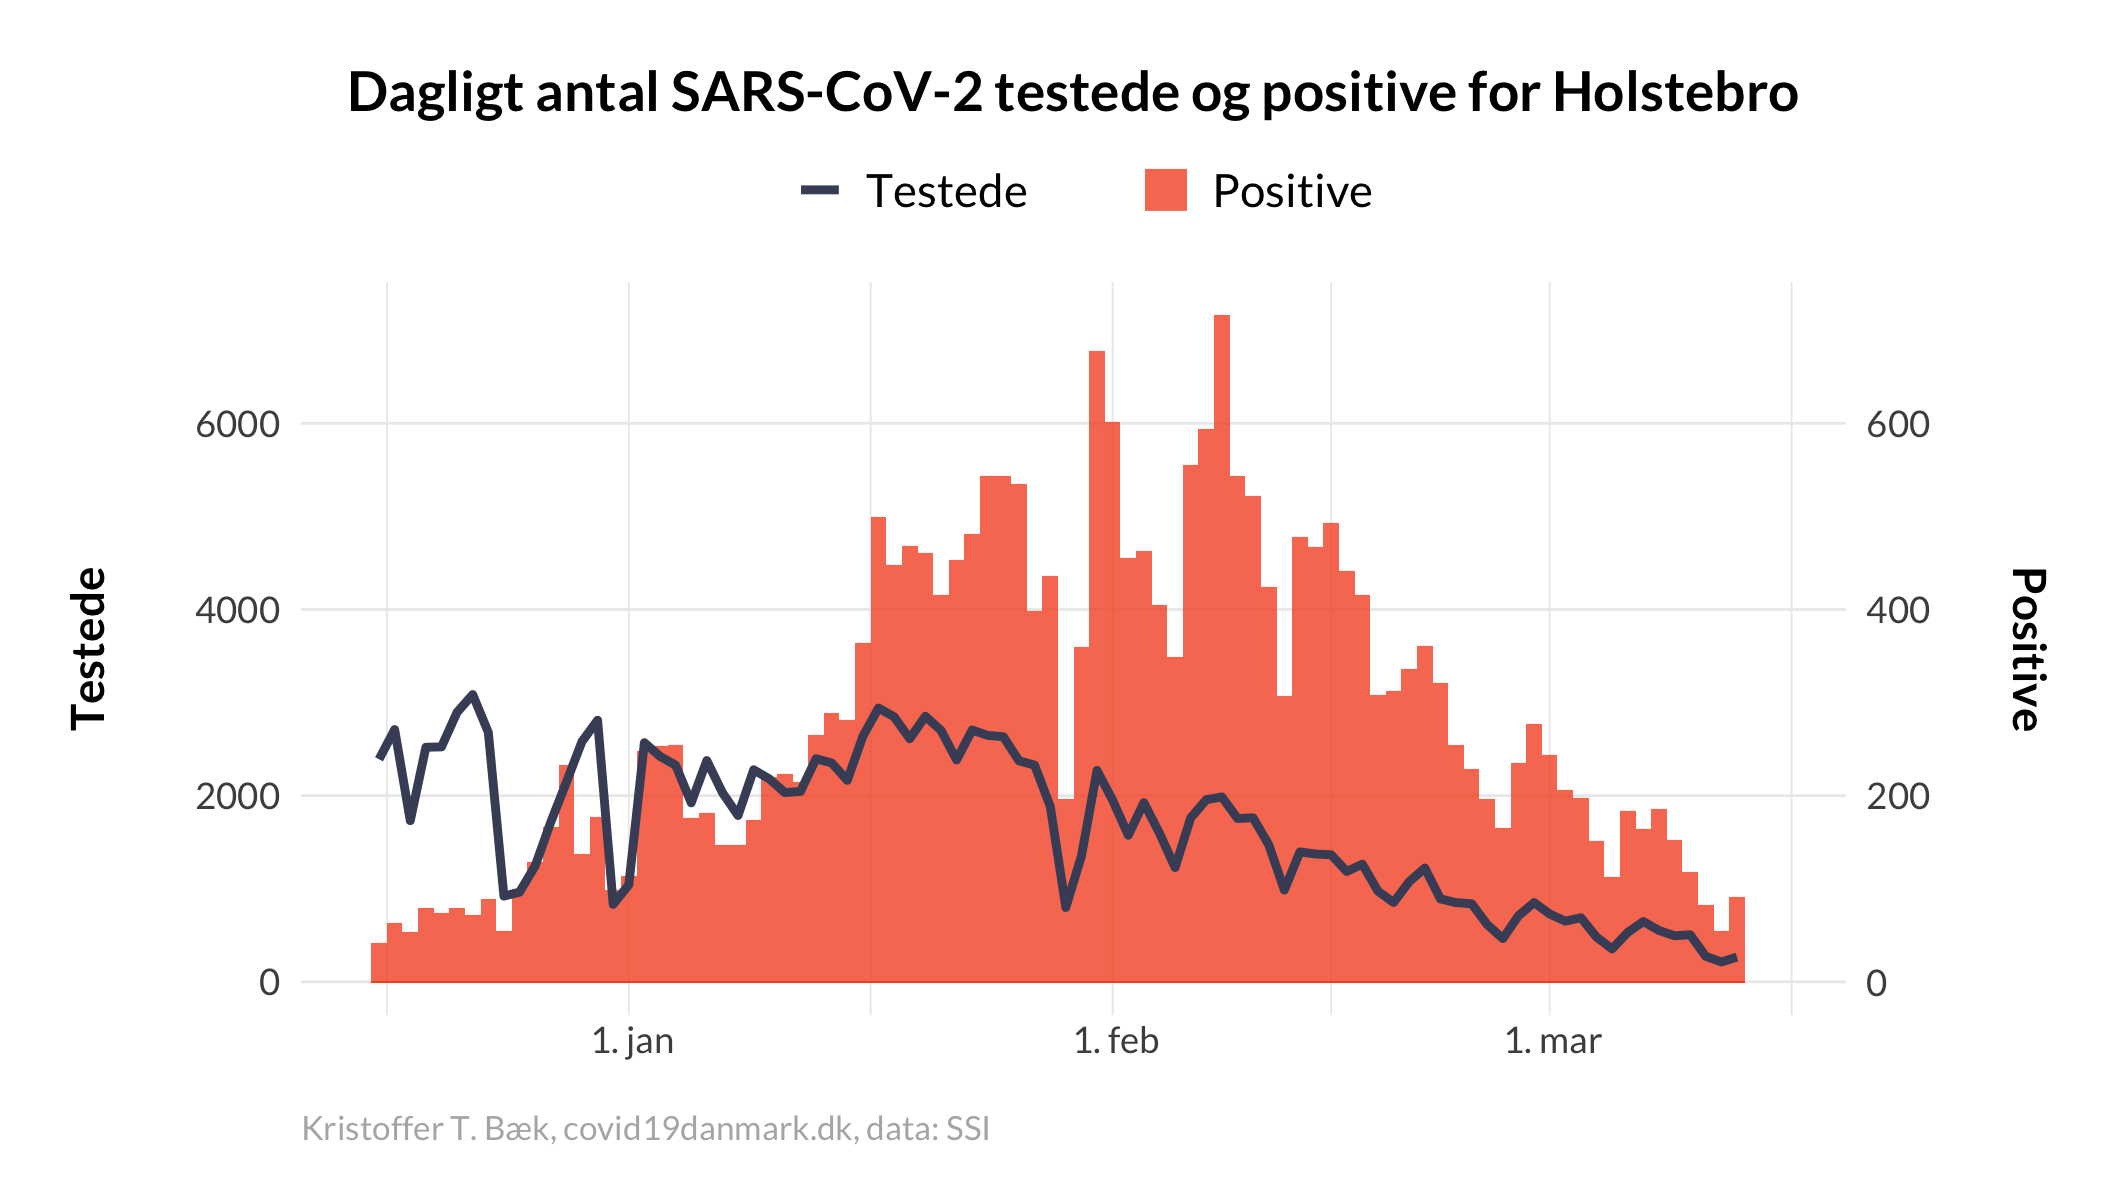 Dagligt antal SARS-CoV-2 testede og positive for Holstebro
Testede
Positive
Testede
6000
4000
2000
0
600
400
200
0
Positive
1. jan
1. feb
1. mar
Kristoffer T. Bæk, covid19danmark.dk, data: SSI